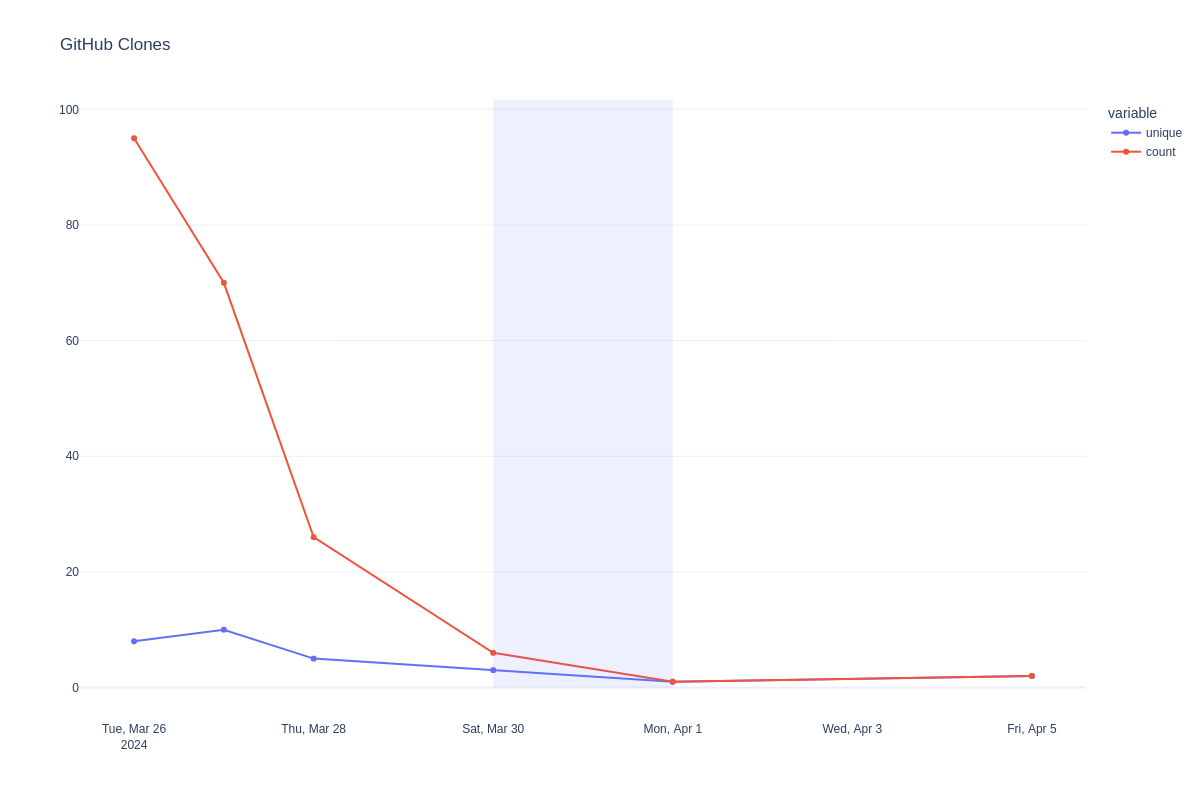 GitHub Clones
100
80
60
40
20
0
Tue, Mar 26
2024
Thu, Mar 28
Sat, Mar 30
Mon, Apr 1
Wed, Apr 3
Fri, Apr 5
variable
unique
count